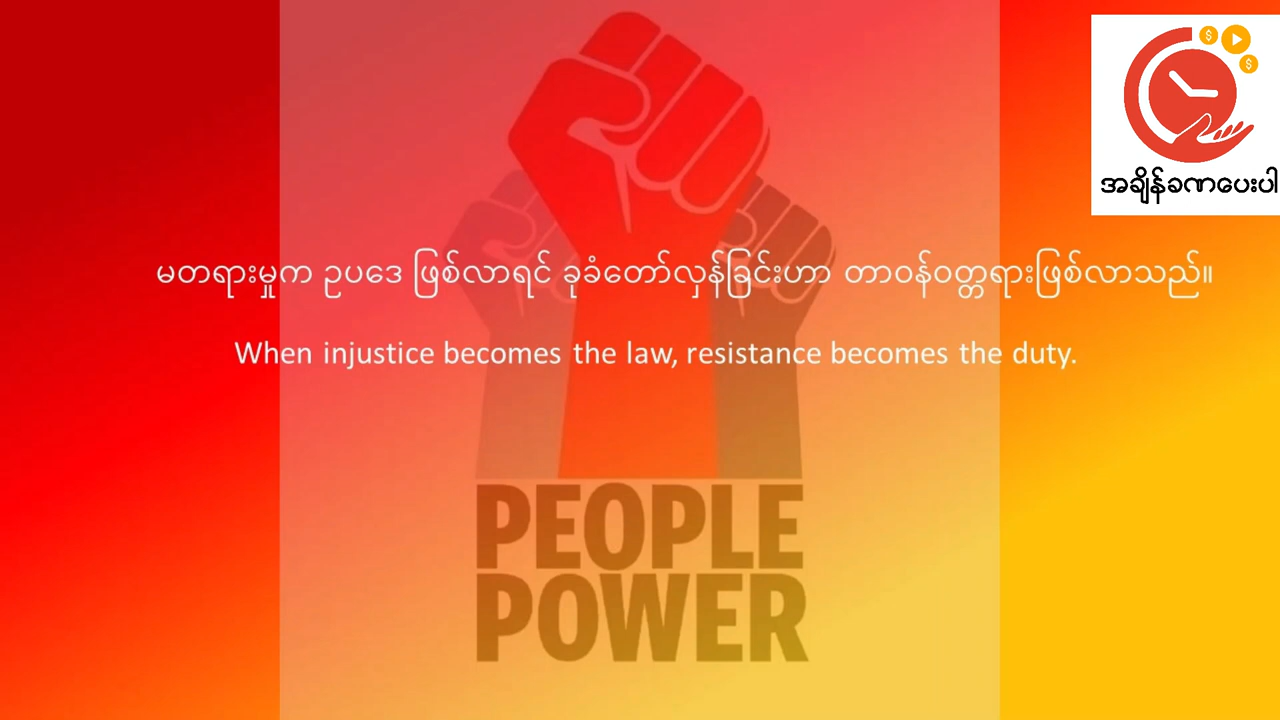 အချိန်ခဏပေးပါ
မတရားမှုက ဥပဒေ ဖြစ်လာရင် ခုခံတော်လှန်ခြင်းဟာ တာဝန်ဝတ္တရားဖြစ်လာသည်။
When injustice becomes the law, resistance becomes the duty.
PEOPLE
POWER